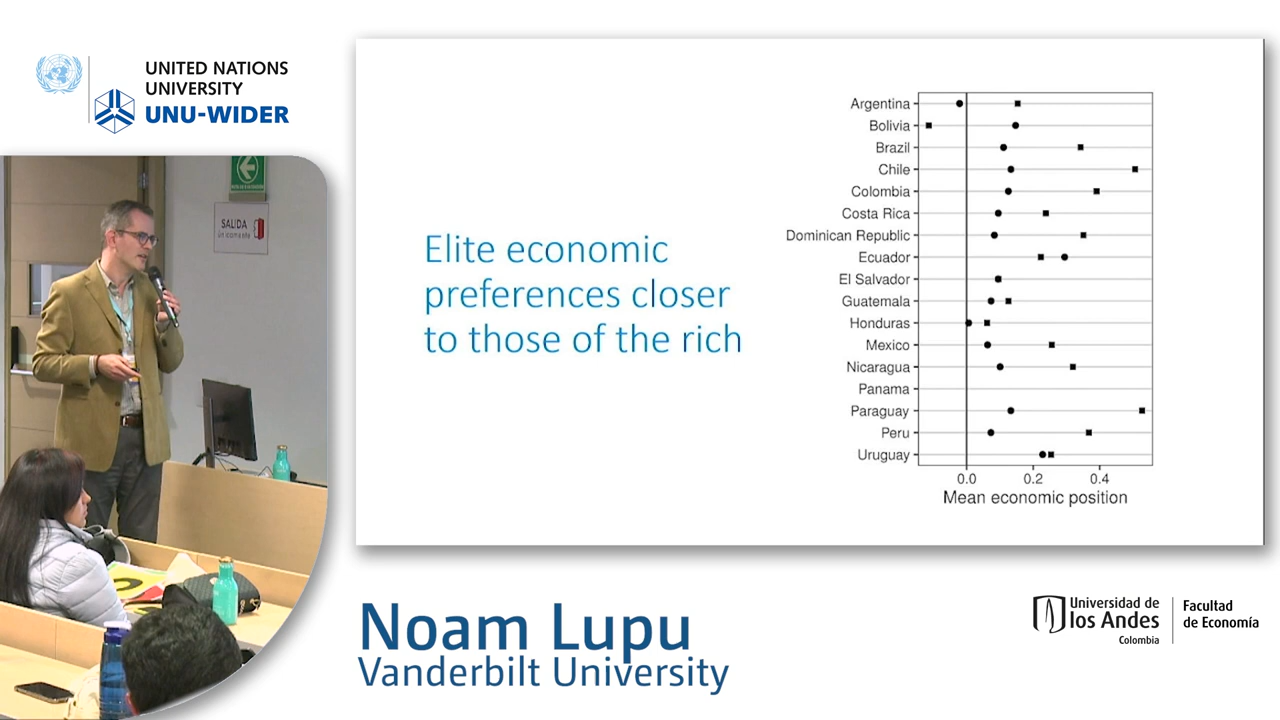 UNITED NATIONS
UNIVERSITY
UNU-WIDER
SALIDA
Elite economic
preferences closer
to those of the rich
Argentina
Bolivia
Brazil
Chile
Colombia
Costa Rica
Dominican Republic
Ecuador
El Salvador
Guatemala
Honduras
Mexico
Nicaragua
Panama
Paraguay
Peru
Uruguay
0.0 0.2 0.4
Mean economic position
Noam Lupu
Vanderbilt University
Universidad de
los Andes
Colombia
Facultad
de Economía